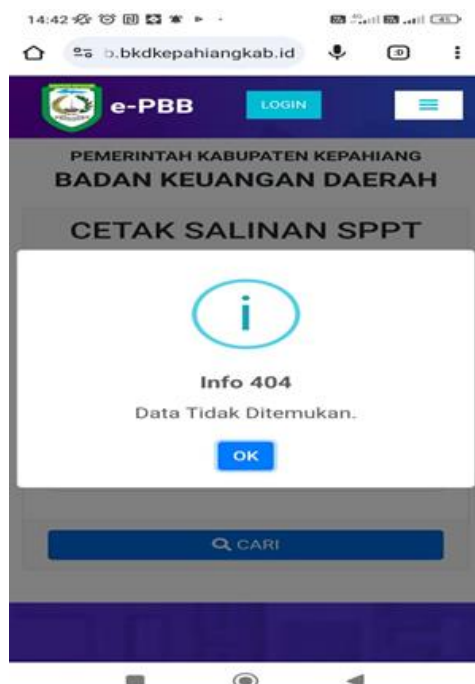 14:42
.bkdkepahiangkab.id
e-PBB
LOGIN
PEMERINTAH KABUPATEN KEPAHIANG
BADAN KEUANGAN DAERAH
CETAK SALINAN SPPT
i
Info 404
Data Tidak Ditemukan.
OK
CARI